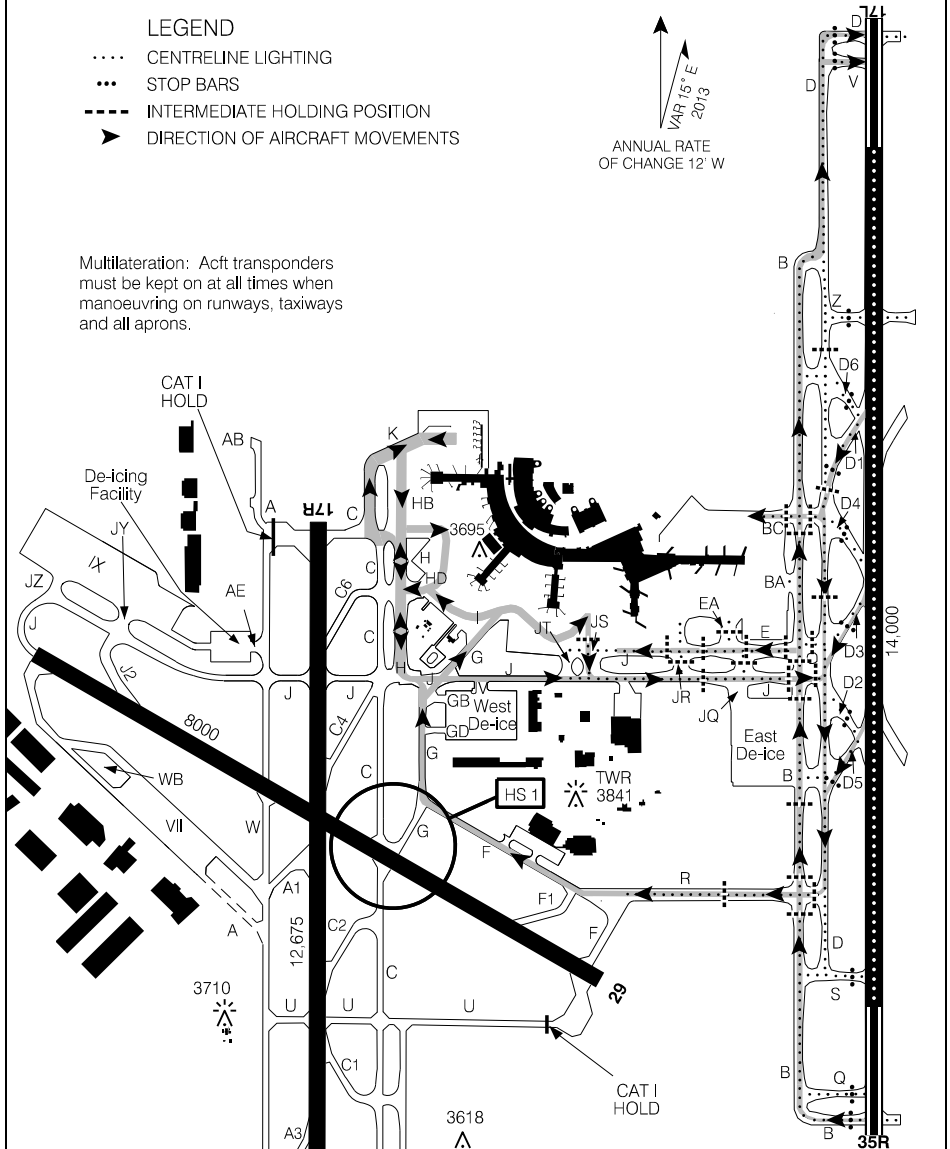 LEGEND
CENTRELINE LIGHTING
STOP BARS
INTERMEDIATE HOLDING POSITION
DIRECTION OF AIRCRAFT MOVEMENTS
VAR 15° E
2013
ANNUAL RATE
OF CHANGE 12' W
17L
D
V
D
Multilateration: Acft transponders
must be kept on at all times when
manoeuvring on runways, taxiways
and all aprons.
B
Z
D6
CAT I
HOLD
AB
K
D1
De-icing
Facility
JY
A
17R
C
HB
3695
D4
BC
IX
C
H
JZ
AE
C6
HD
BA
EA
J
C
I
JT
JS
E
D3
14,000
H
G
J
J2
J
J
J
J
JR
J
D2
JV
GB
West
De-ice
GD
JQ
East
De-ice
8000
C4
G
B
D5
WB
C
HS 1
TWR
3841
VII
W
G
F
R
A1
F1
A
12,675
C2
F
C
D
29
S
3710
U
U
U
C1
B
Q
CAT I
HOLD
3618
A3
B
35R